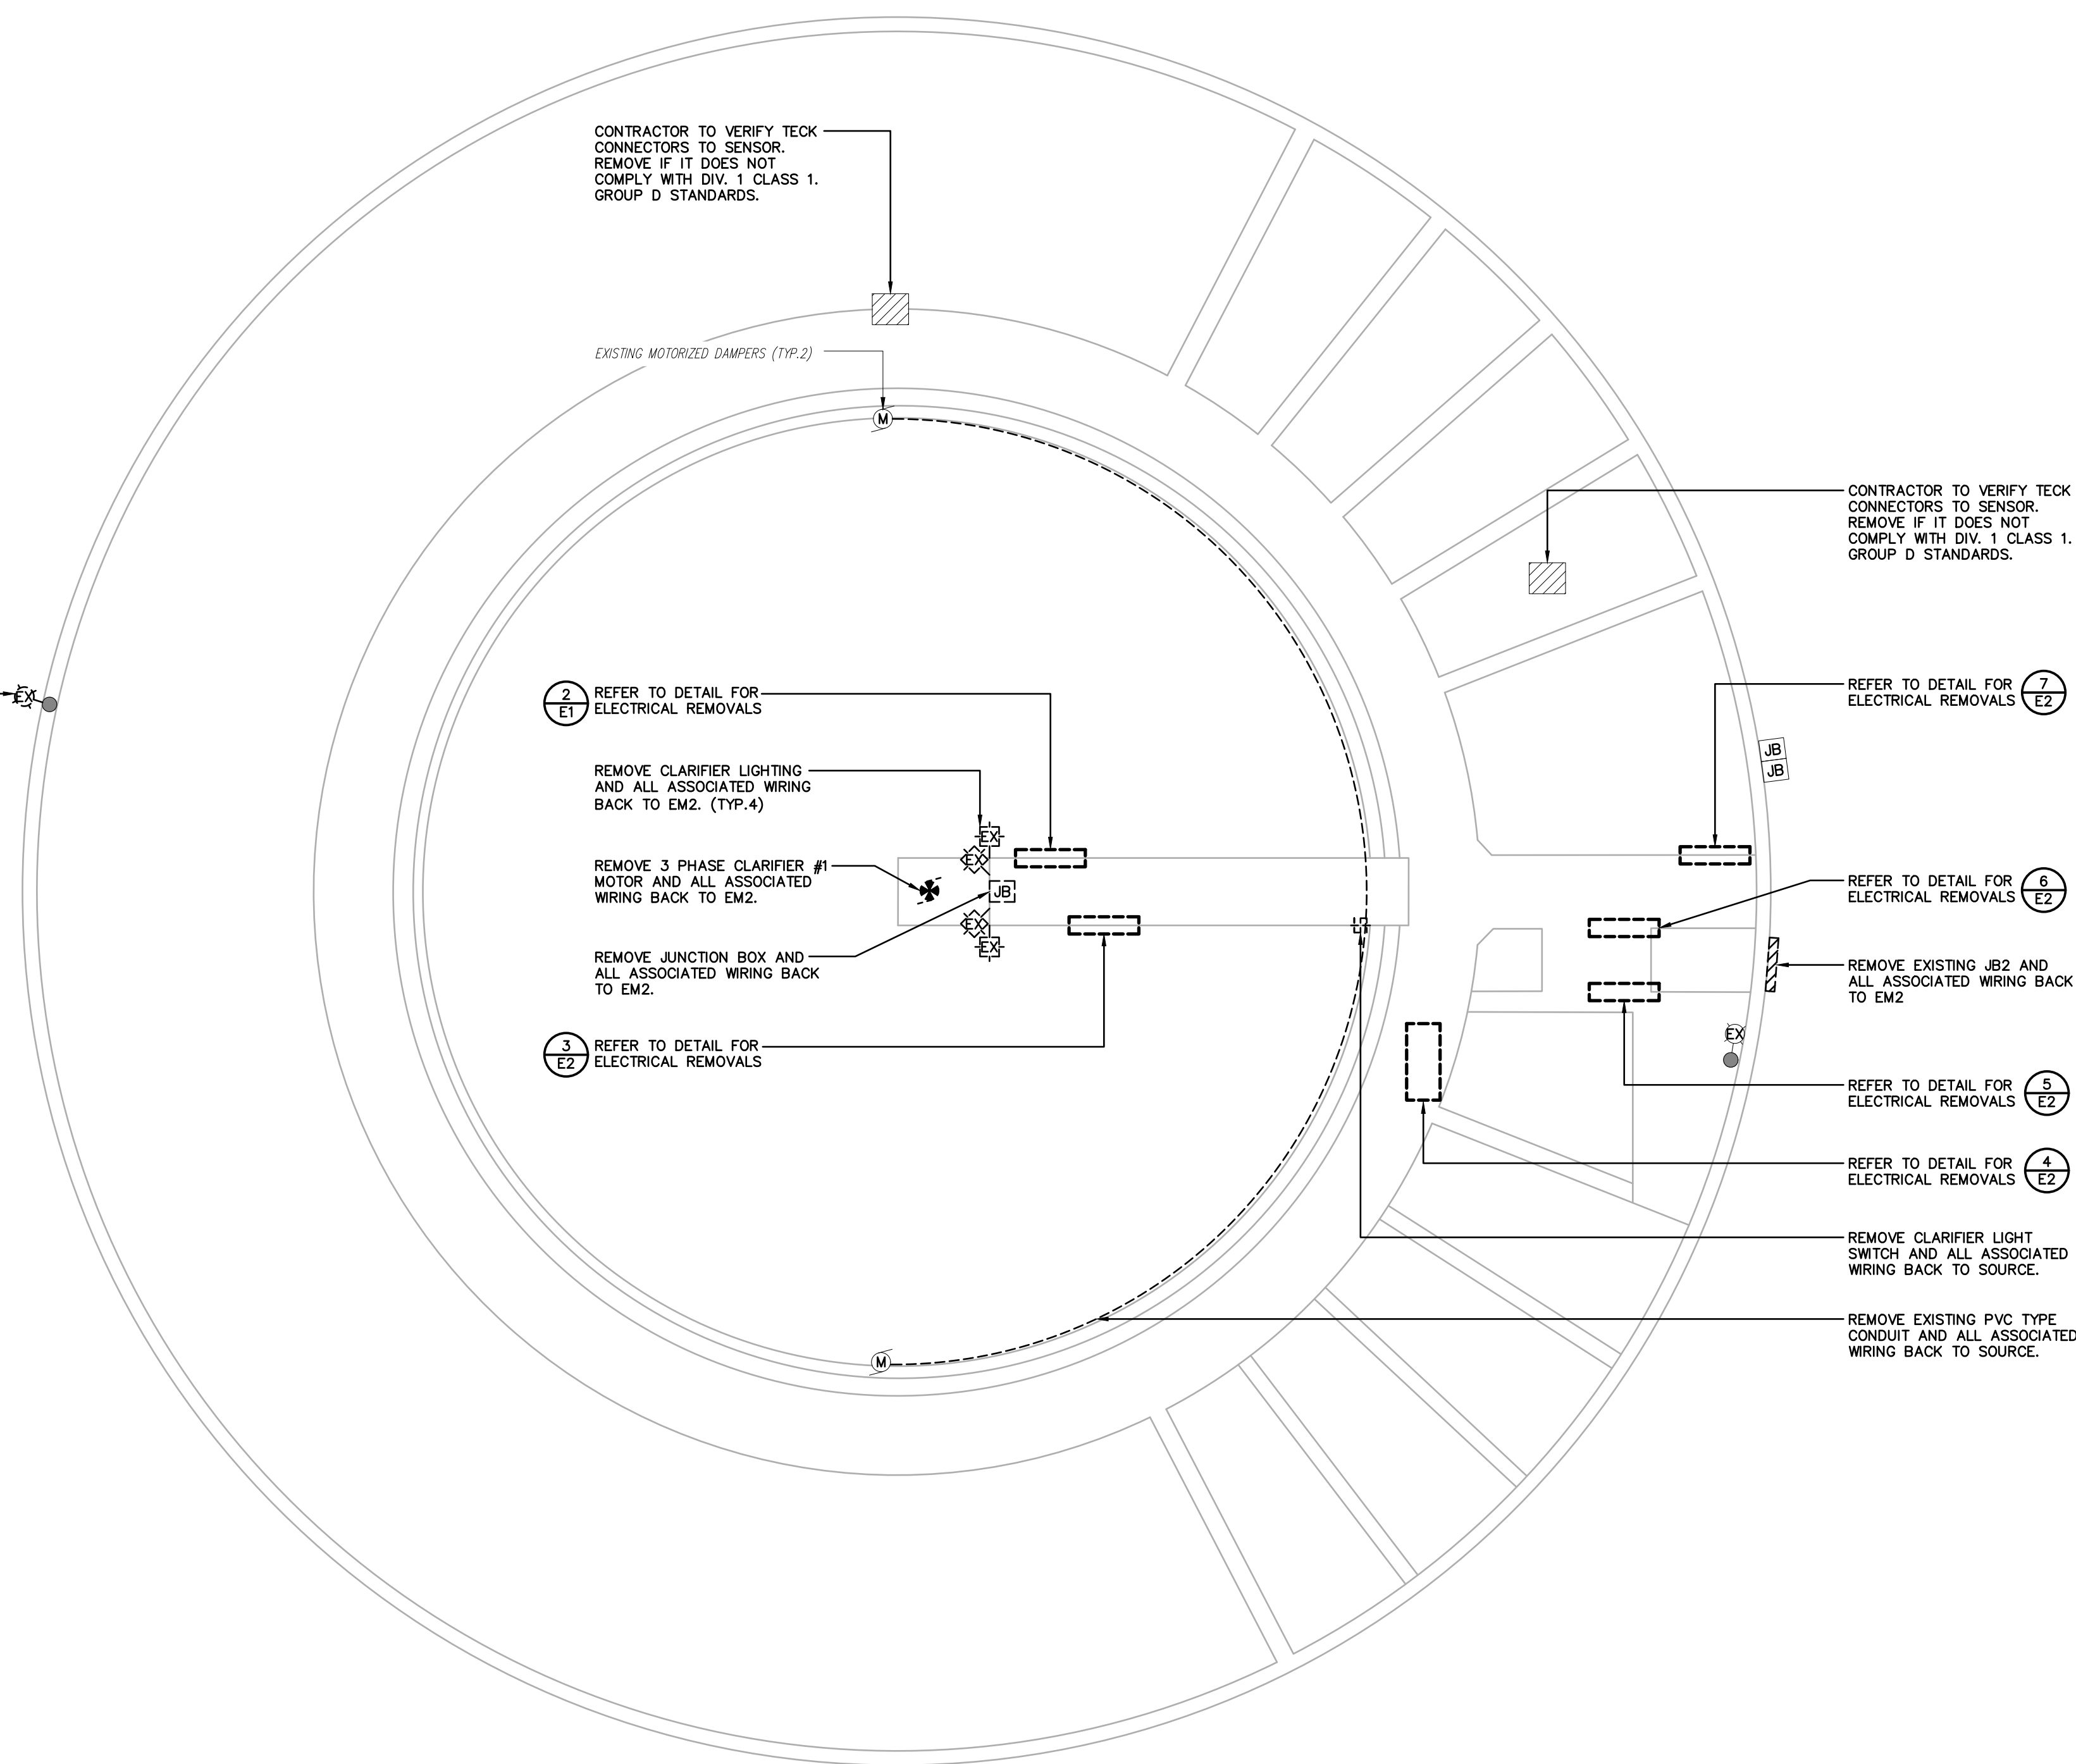 CONTRACTOR TO VERIFY TECK
CONNECTORS TO SENSOR.
REMOVE IF IT DOES NOT
COMPLY WITH DIV. 1 CLASS 1.
GROUP D STANDARDS.
EXISTING MOTORIZED DAMPERS (TYP.2)
M
CONTRACTOR TO VERIFY TECK
CONNECTORS TO SENSOR.
REMOVE IF IT DOES NOT
COMPLY WITH DIV. 1 CLASS 1.
GROUP D STANDARDS.
EX
2
E1
REFER TO DETAIL FOR
ELECTRICAL REMOVALS
REFER TO DETAIL FOR
ELECTRICAL REMOVALS
7
E2
JB
JB
REMOVE CLARIFIER LIGHTING
AND ALL ASSOCIATED WIRING
BACK TO EM2. (TYP.4)
EX
EX
REMOVE 3 PHASE CLARIFIER #1
MOTOR AND ALL ASSOCIATED
WIRING BACK TO EM2.
JB
EX
EX
REFER TO DETAIL FOR
ELECTRICAL REMOVALS
6
E2
REMOVE JUNCTION BOX AND
ALL ASSOCIATED WIRING BACK
TO EM2.
REMOVE EXISTING JB2 AND
ALL ASSOCIATED WIRING BACK
TO EM2
EX
3
E2
REFER TO DETAIL FOR
ELECTRICAL REMOVALS
REFER TO DETAIL FOR
ELECTRICAL REMOVALS
5
E2
REFER TO DETAIL FOR
ELECTRICAL REMOVALS
4
E2
REMOVE CLARIFIER LIGHT
SWITCH AND ALL ASSOCIATED
WIRING BACK TO SOURCE.
REMOVE EXISTING PVC TYPE
CONDUIT AND ALL ASSOCIATED
WIRING BACK TO SOURCE.
M